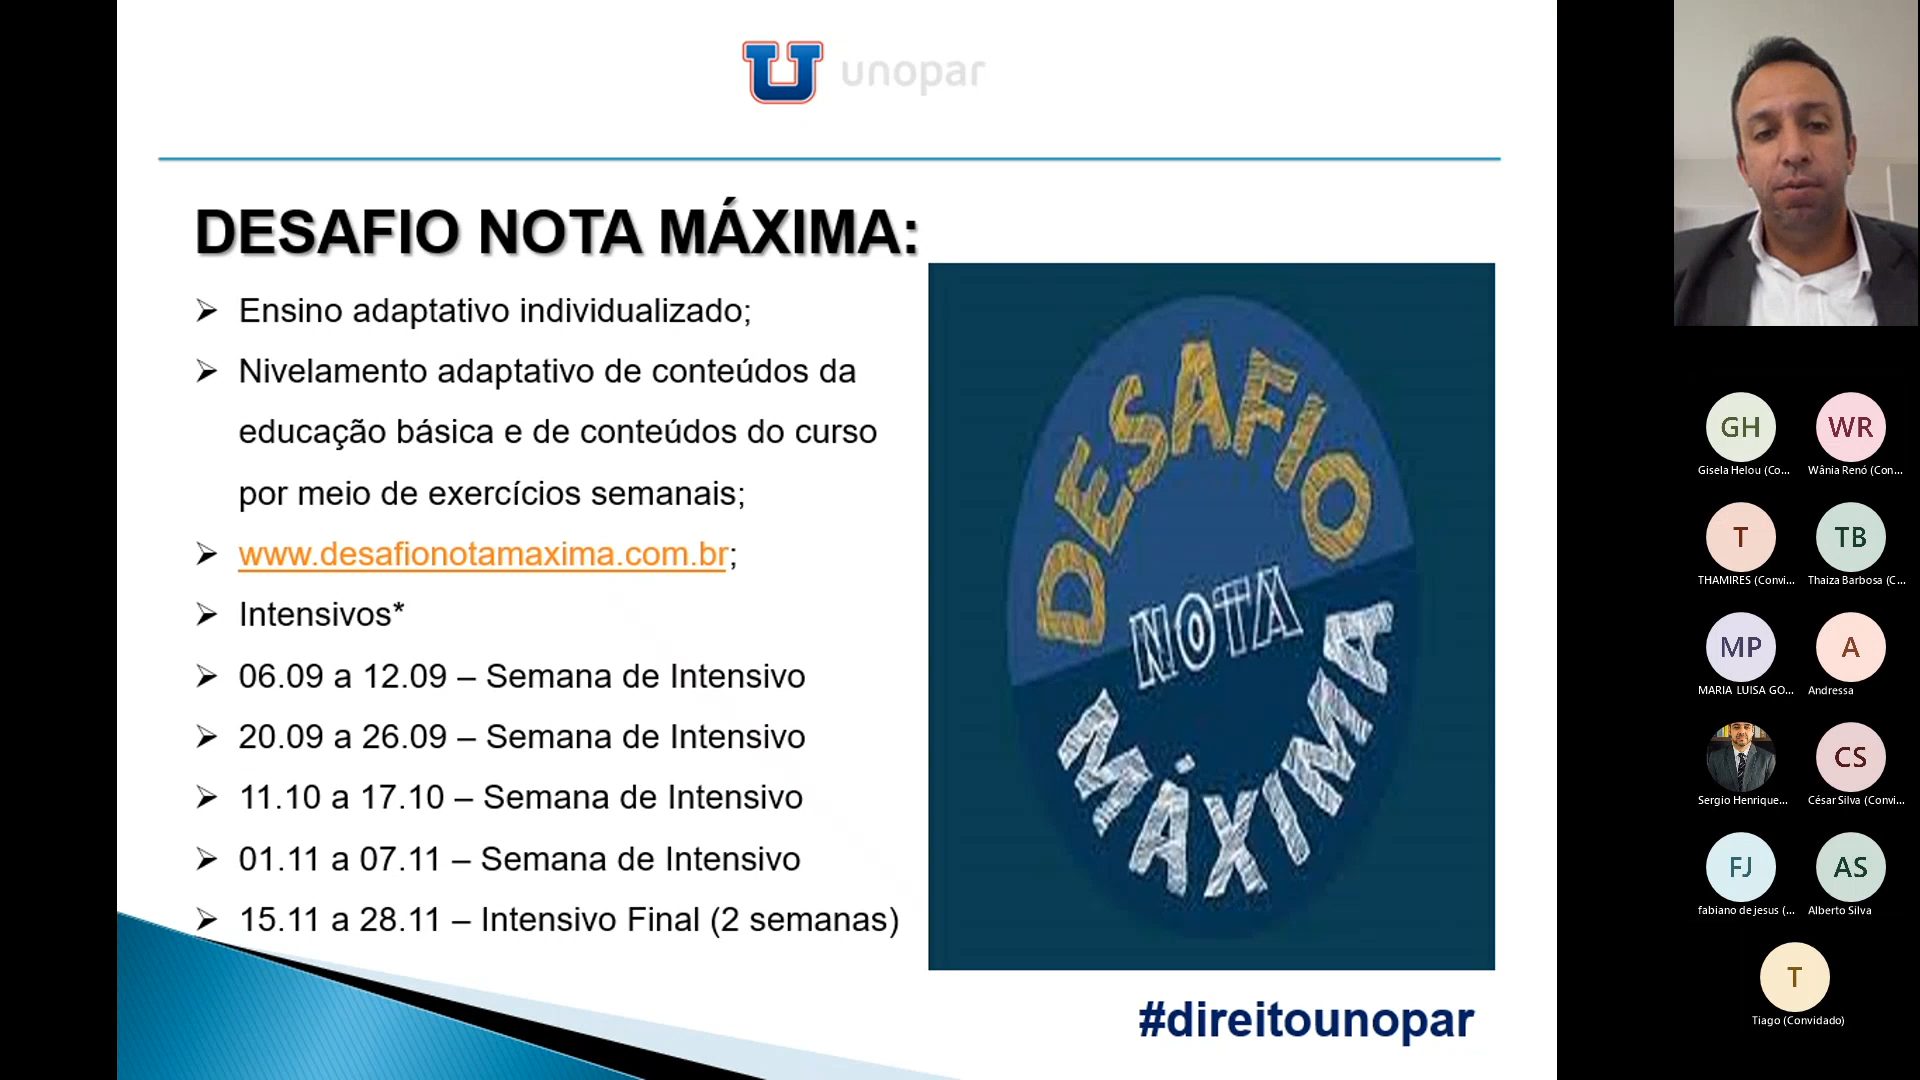 unopar
DESAFIO NOTA MÁXIMA:
Ensino adaptativo individualizado;
Nivelamento adaptativo de conteúdos da
educação básica e de conteúdos do curso
por meio de exercícios semanais;
www.desafionotamaxima.com.br;
Intensivos*
06.09 a 12.09 – Semana de Intensivo
20.09 a 26.09 – Semana de Intensivo
11.10 a 17.10 – Semana de Intensivo
01.11 a 07.11 – Semana de Intensivo
15.11 a 28.11 – Intensivo Final (2 semanas)
DESAFIO
NOTA
MÁXIMA
#direitounopar
GH
WR
Gisela Helou (Co...
Wânia Renó (Con...
T
TB
THAMIRES (Convi...
Thaiza Barbosa (C...
MP
A
MARIA LUISA GO...
Andressa
CS
Sergio Henrique...
César Silva (Convi...
FJ
AS
fabiano de jesus (...
Alberto Silva
T
Tiago (Convidado)